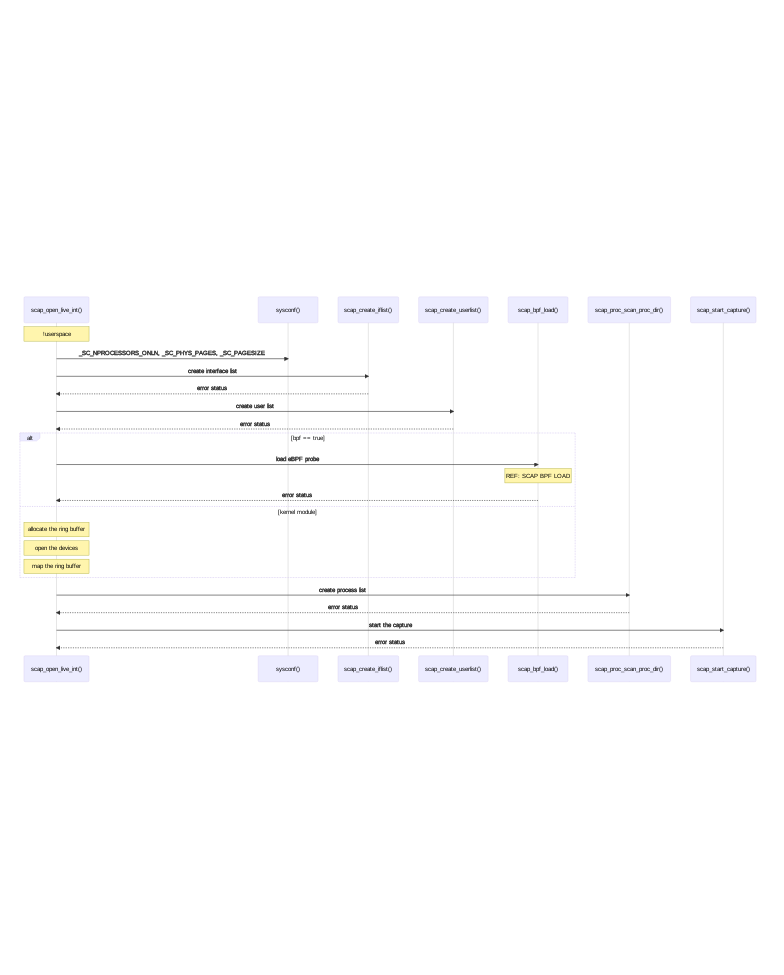 scap_open_live_int()
sysconf()
scap_create_iflist()
scap_create_userlist()
scap_bpf_load()
scap_proc_scan_proc_dir()
scap_start_capture()
!userspace
_SC_NPROCESSORS_ONLN, _SC_PHYS_PAGES, _SC_PAGESIZE
create interface list
error status
create user list
error status
alt
[bpf == true]
load eBPF probe
REF: SCAP BPF LOAD
error status
[kernel module]
allocate the ring buffer
open the devices
map the ring buffer
create process list
error status
start the capture
error status
scap_open_live_int()
sysconf()
scap_create_iflist()
scap_create_userlist()
scap_bpf_load()
scap_proc_scan_proc_dir()
scap_start_capture()